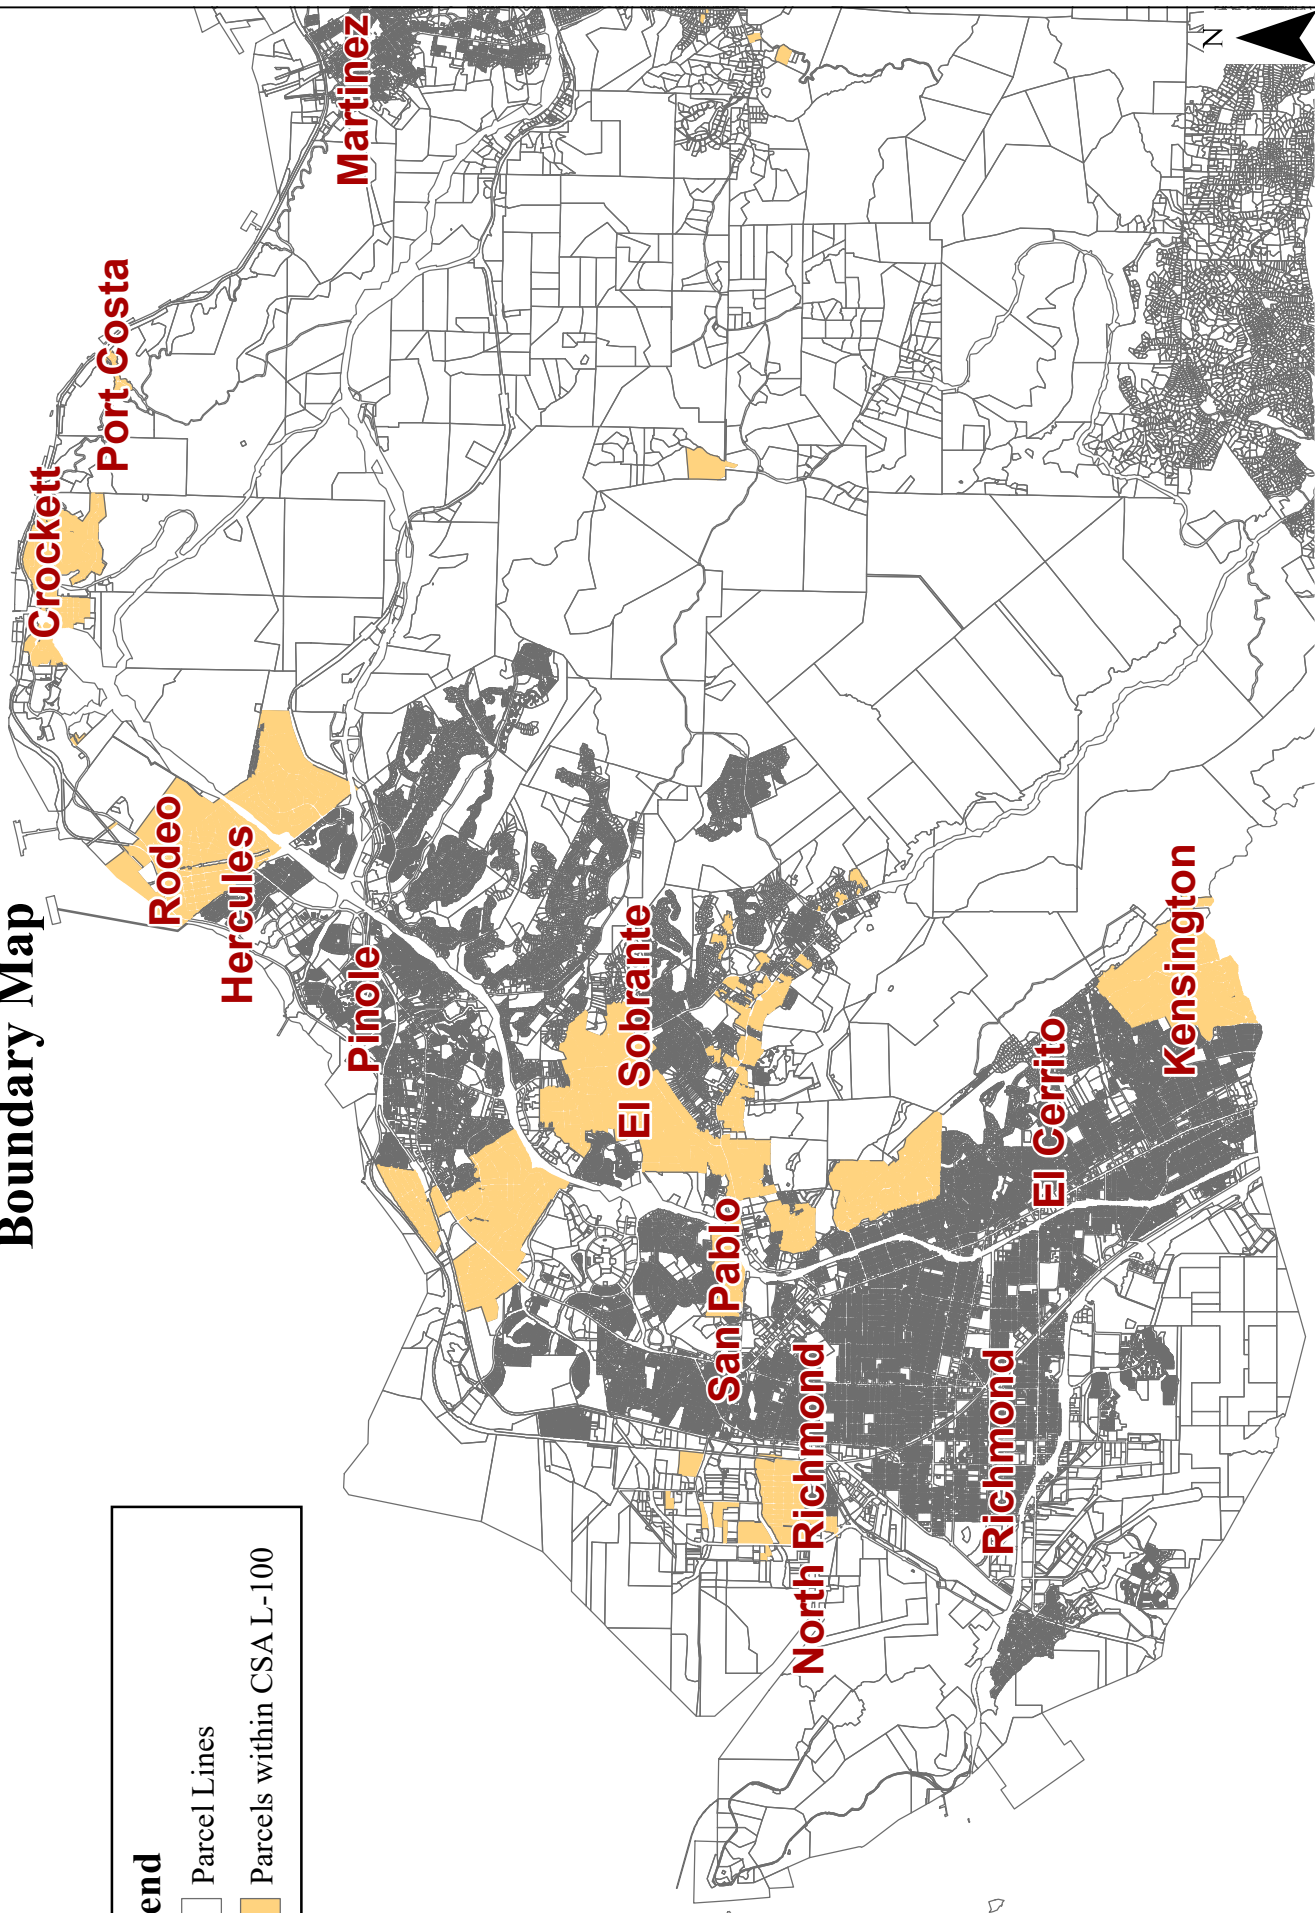 Boundary Map
end
Parcel Lines
Parcels within CSA L-100
Crockett
Port Costa
Martinez
Rodeo
Hercules
Pinole
El Sobrante
San Pablo
North Richmond
Richmond
El Cerrito
Kensington
N